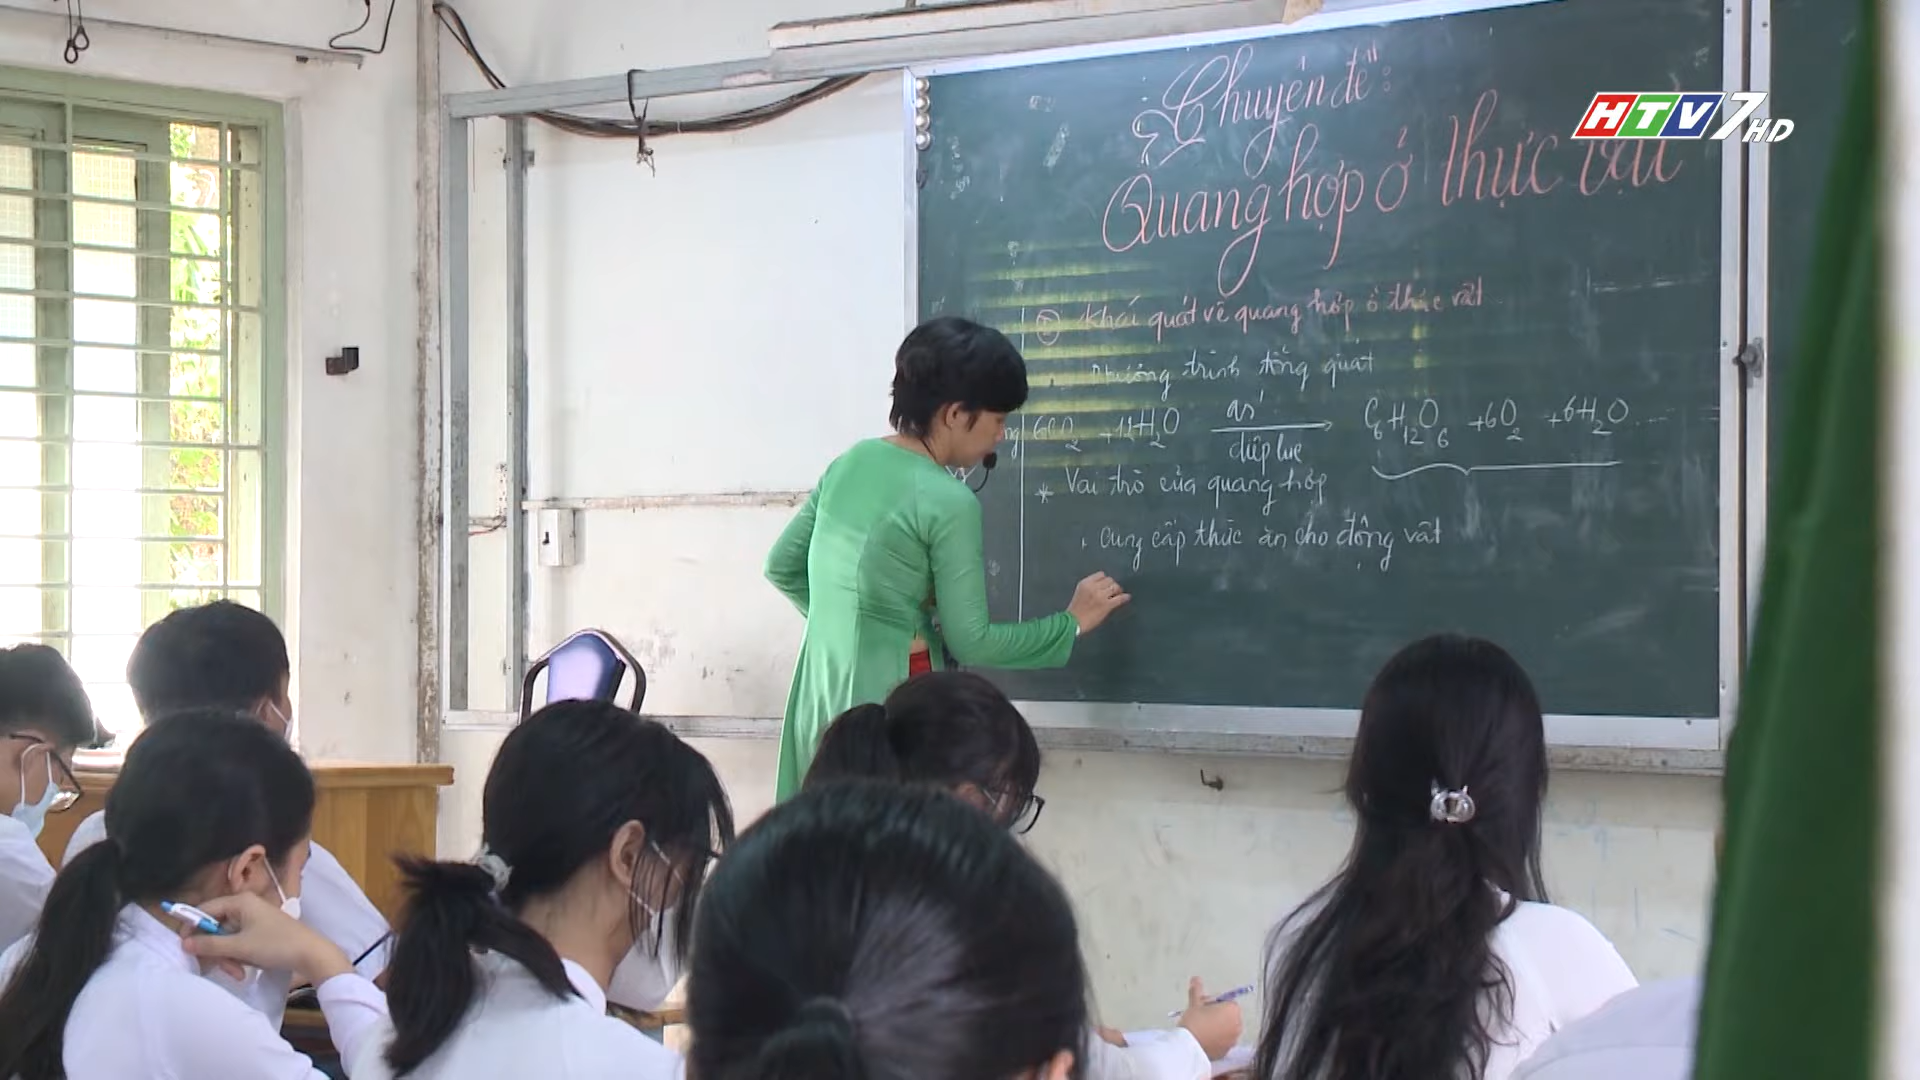 Chuyên đề:
HTV7 HD
Quang hợp ở thực vật
I Khái quát về quang hợp ở thực vật
Phương trình tổng quát
6CO2 + 12H2O as' diệp lục C6H12O6 + 6O2 + 6H2O
* Vai trò của quang hợp
. Cung cấp thức ăn cho động vật